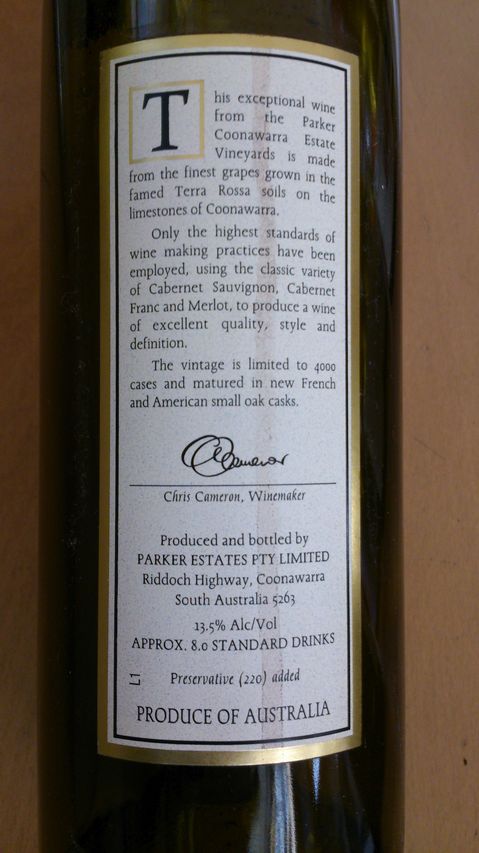 This exceptional wine
from the Parker
Coonawarra Estate
Vineyards is made
from the finest grapes grown in the
famed Terra Rossa soils on the
limestones of Coonawarra.
Only the highest standards of
wine making practices have been
employed, using the classic variety
of Cabernet Sauvignon, Cabernet
Franc and Merlot, to produce a wine
of excellent quality, style and
definition.
The vintage is limited to 4000
cases and matured in new French
and American small oak casks.
CCameron
Chris Cameron, Winemaker
Produced and bottled by
PARKER ESTATES PTY LIMITED
Riddoch Highway, Coonawarra
South Australia 5263
13.5% Alc/Vol
APPROX. 8.0 STANDARD DRINKS
L1
Preservative (220) added
PRODUCE OF AUSTRALIA